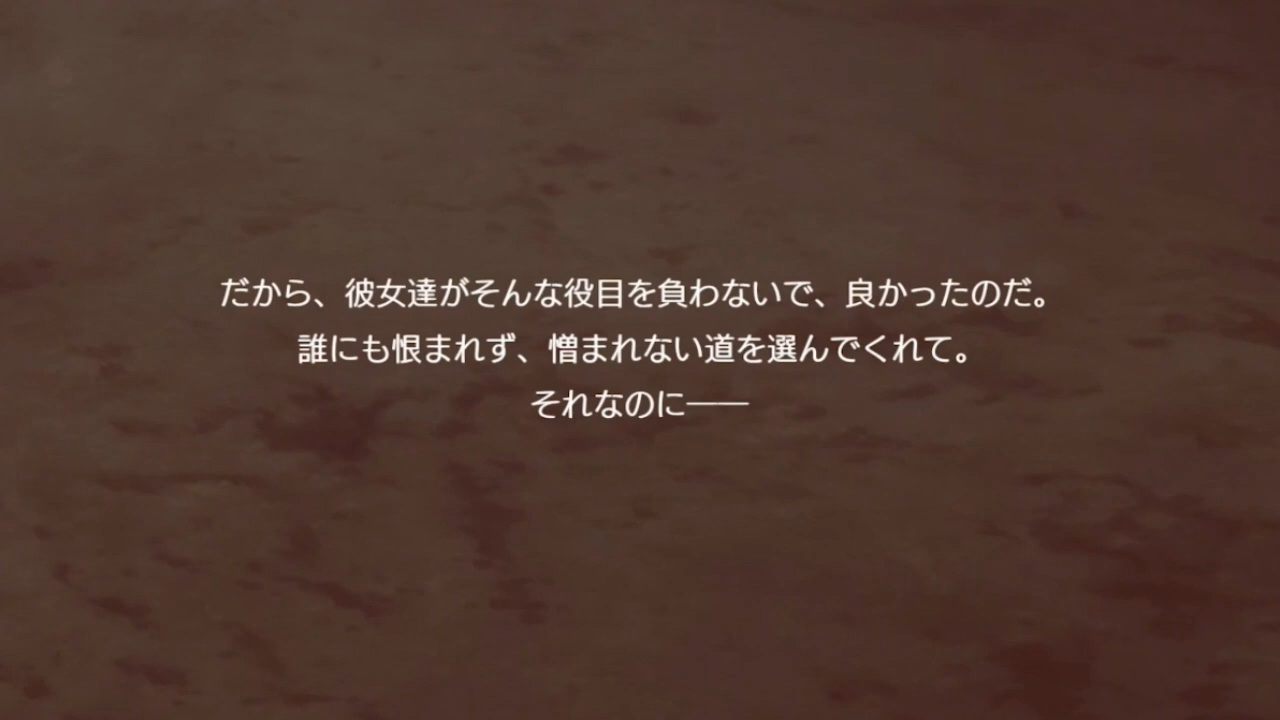 だから、彼女達がそんな役目を負わないで、良かったのだ。
誰にも恨まれず、憎まれない道を選んでくれて。
それなのに――